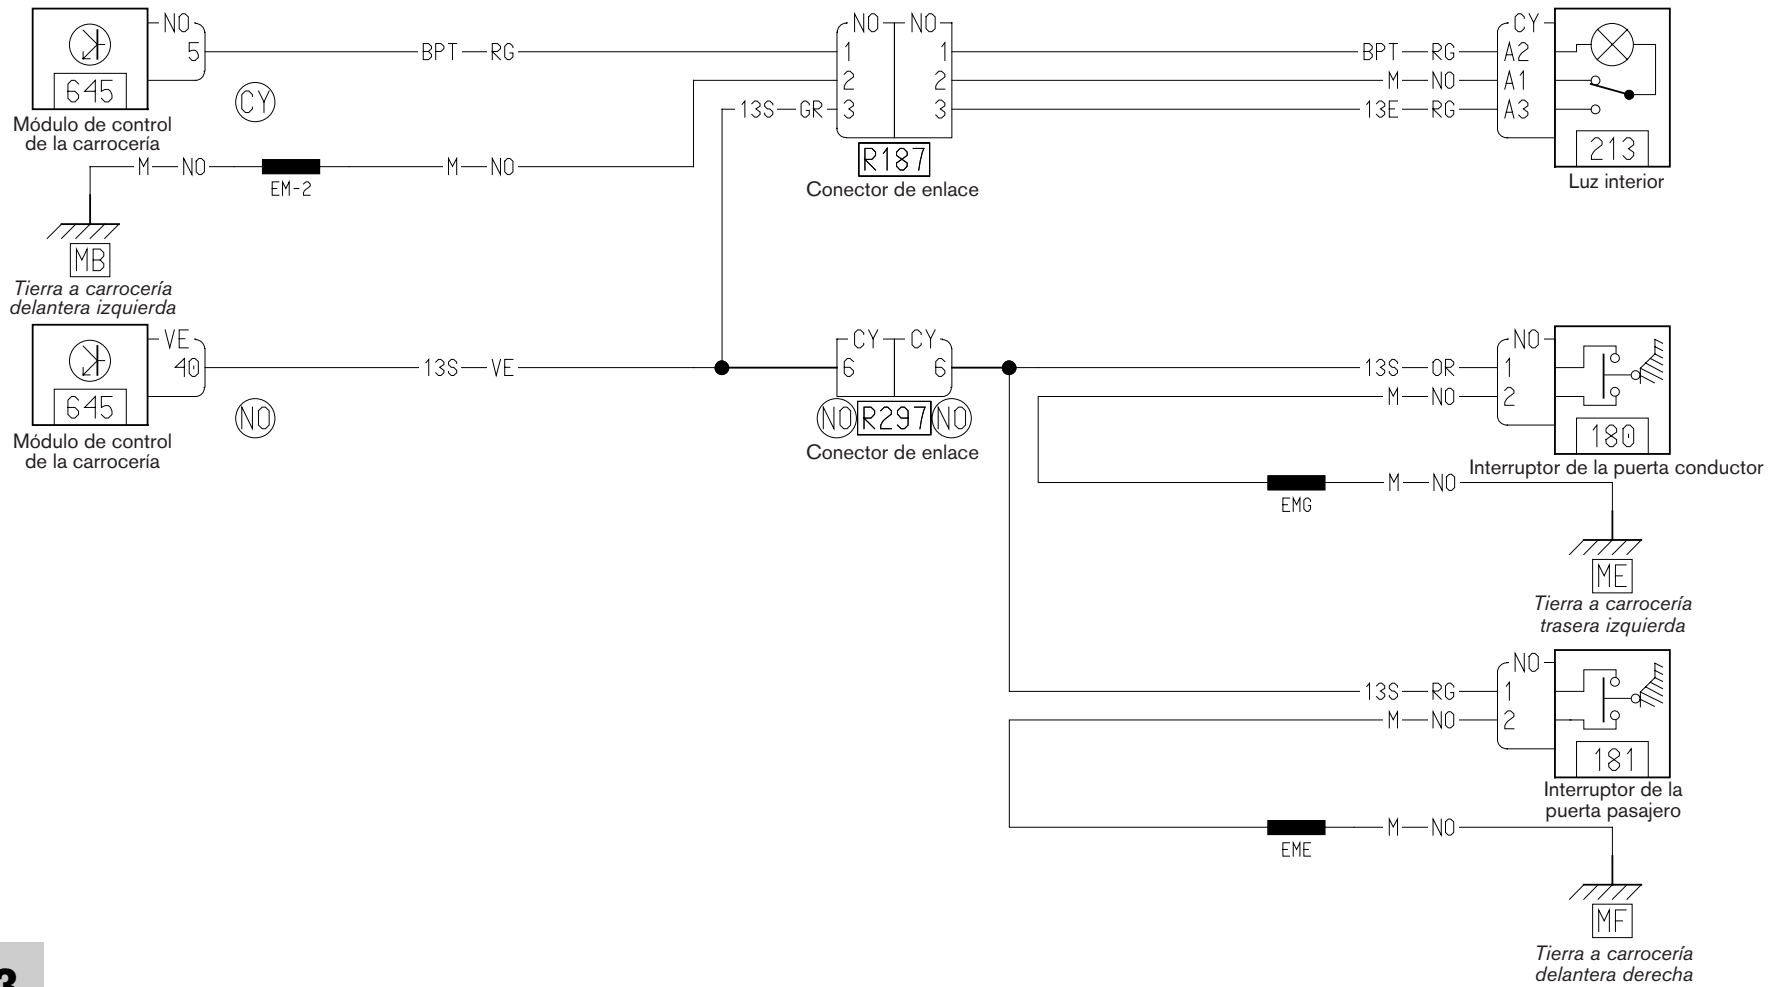 NO
5
645
Módulo de control
de la carrocería
CY
BPT RG
NO NO
1 1
2 2
3 3
13S GR
R187
Conector de enlace
BPT RG
M NO
13E RG
CY
A2
A1
A3
213
Luz interior
M NO
EM-2
M NO
MB
Tierra a carrocería
delantera izquierda
VE
40
645
Módulo de control
de la carrocería
NO
13S VE
CY CY
6 6
NO R297 NO
Conector de enlace
13S OR
M NO
NO
1
2
180
Interruptor de la puerta conductor
EMG
M NO
ME
Tierra a carrocería
trasera izquierda
13S RG
M NO
NO
1
2
181
Interruptor de la
puerta pasajero
EME
M NO
MF
Tierra a carrocería
delantera derecha
3